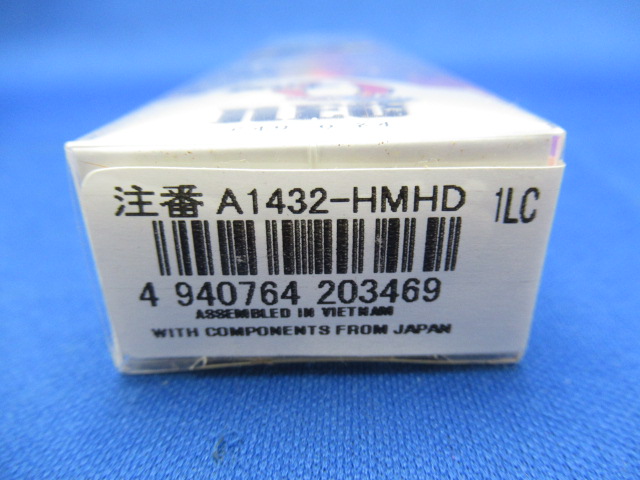 注番 A1432-HMHD 1LC
4 940764 203469
ASSEMBLED IN VIETNAM
WITH COMPONENTS FROM JAPAN